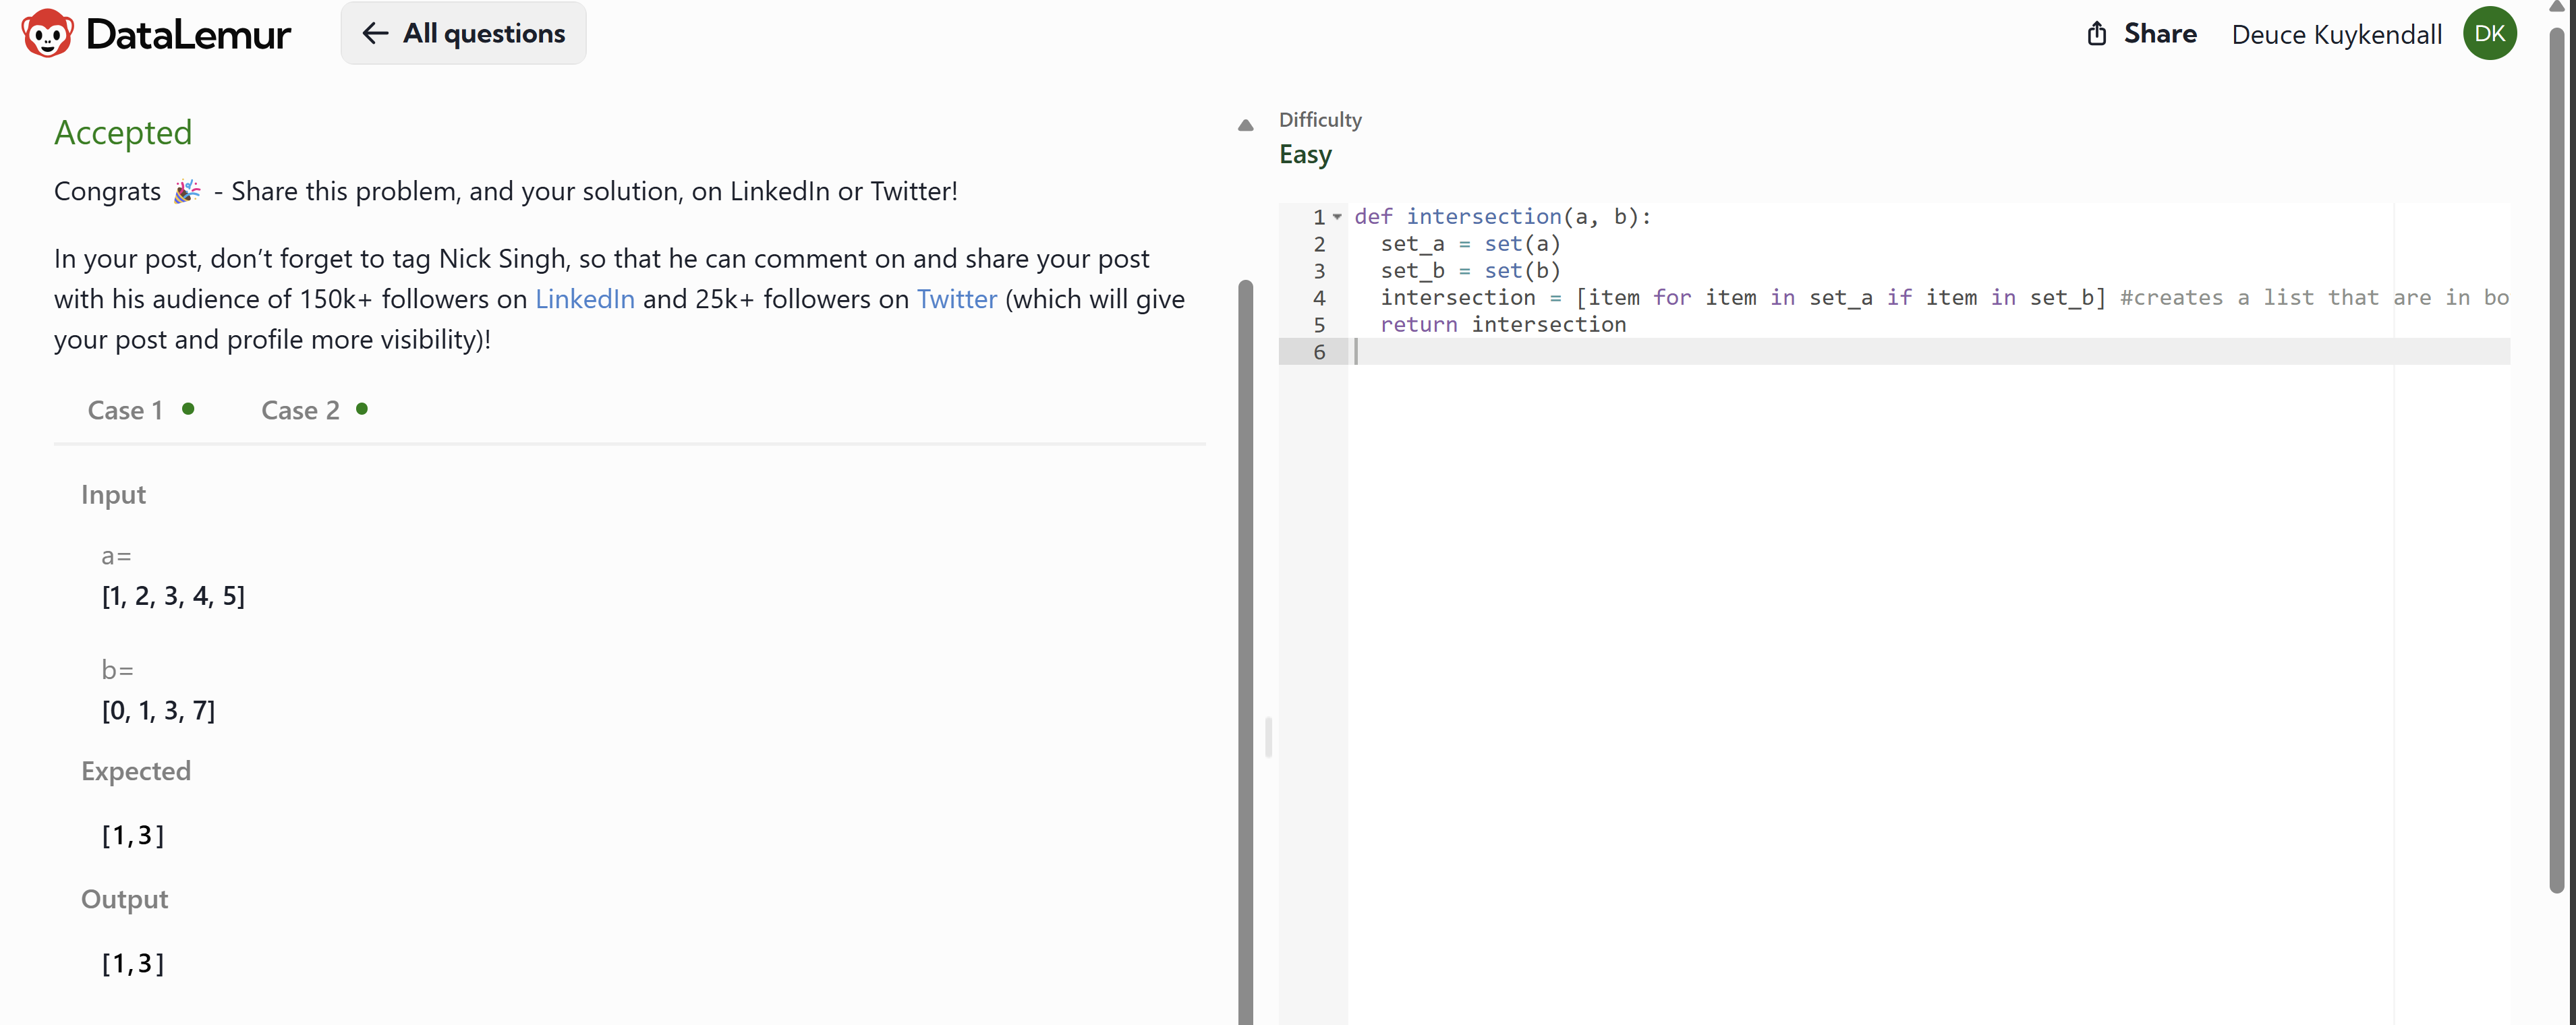 DataLemur
← All questions
Share
Deuce Kuykendall
DK
Accepted
Congrats 🎉 - Share this problem, and your solution, on LinkedIn or Twitter!
In your post, don’t forget to tag Nick Singh, so that he can comment on and share your post
with his audience of 150k+ followers on LinkedIn and 25k+ followers on Twitter (which will give
your post and profile more visibility)!
Case 1
Case 2
Input
a=
[1, 2, 3, 4, 5]
b=
[0, 1, 3, 7]
Expected
[1,3]
Output
[1,3]
Difficulty
Easy
1 def intersection(a, b):
2   set_a = set(a)
3   set_b = set(b)
4   intersection = [item for item in set_a if item in set_b] #creates a list that are in bo
5   return intersection
6